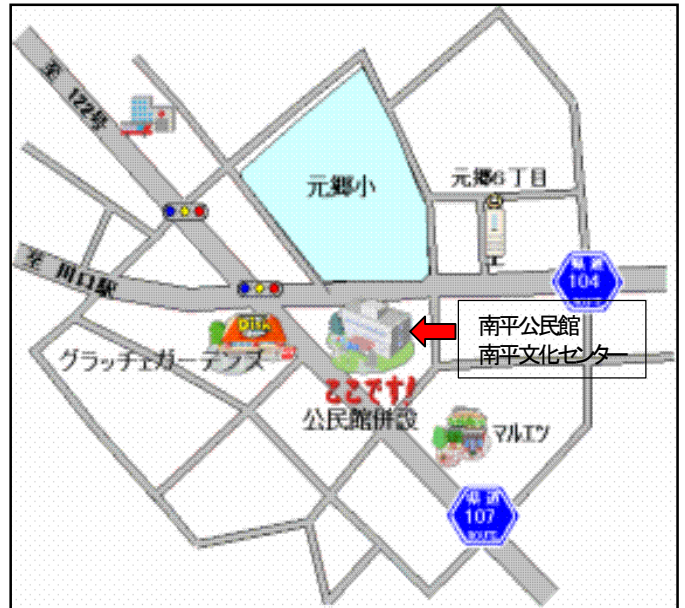 至 122号
元郷小
元郷6丁目
至 川口駅
県道
104
ROUTE
DISH
南平公民館
南平文化センター
グラッチェガーデンズ
ここです!
公民館併設
マルエツ
県道
107
ROUTE